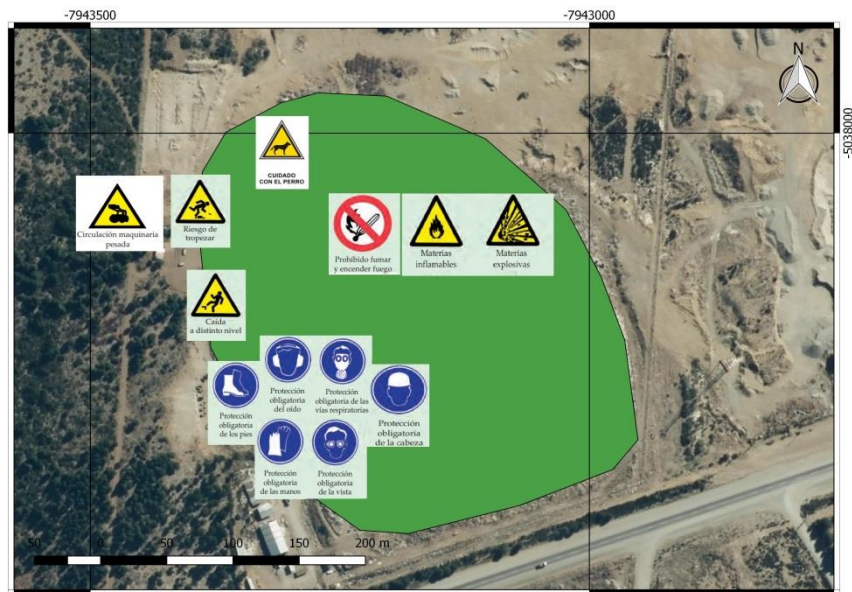 -7943500
-7943000
N
-5038000
CUIDADO
CON EL PERRO
Circulación maquinaria
pesada
Riesgo de
tropezar
Prohibido fumar
y encender fuego
Materias
inflamables
Materias
explosivas
Caída
a distinto nivel
Protección
obligatoria
de los pies
Protección
obligatoria
del oído
Protección
obligatoria de las
vías respiratorias
Protección
obligatoria
de la cabeza
Protección
obligatoria
de las manos
Protección
obligatoria
de la vista
50 0 50 100 150 200 m